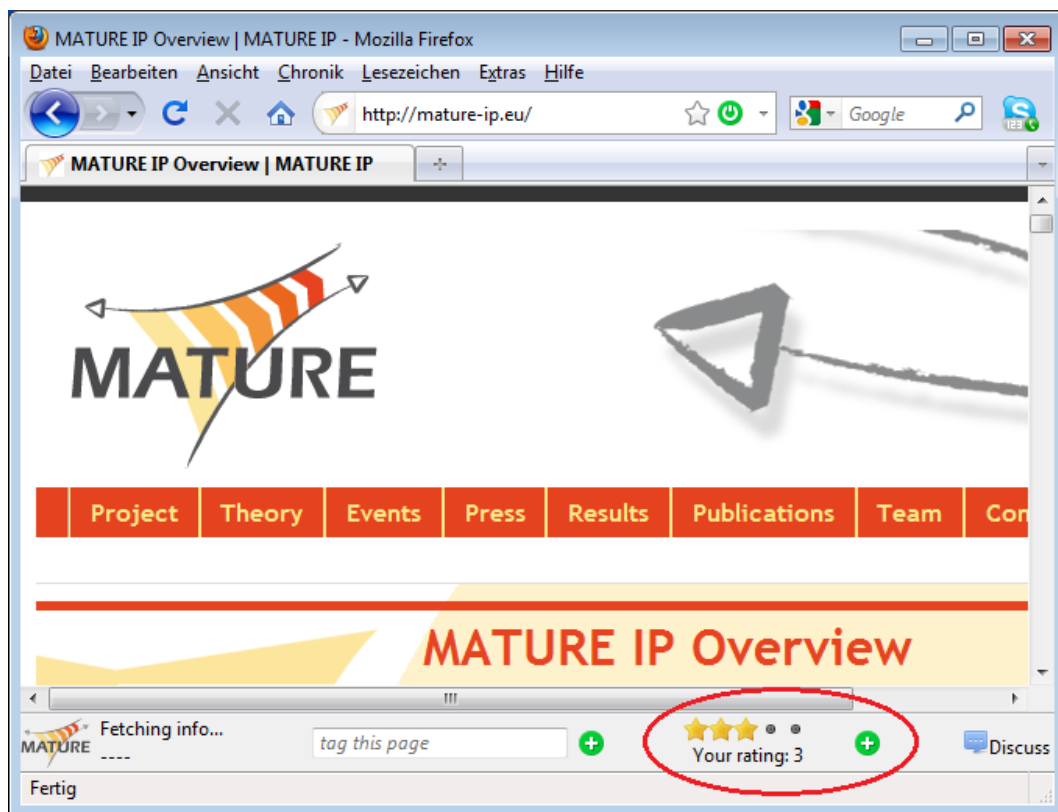 MATURE IP Overview | MATURE IP - Mozilla Firefox
Datei Bearbeiten Ansicht Chronik Lesezeichen Extras Hilfe
http://mature-ip.eu/ Google 123
MATURE IP Overview | MATURE IP
MATURE
Project Theory Events Press Results Publications Team Con
MATURE IP Overview
MATURE Fetching info...
----
tag this page
Your rating: 3
Discuss
Fertig